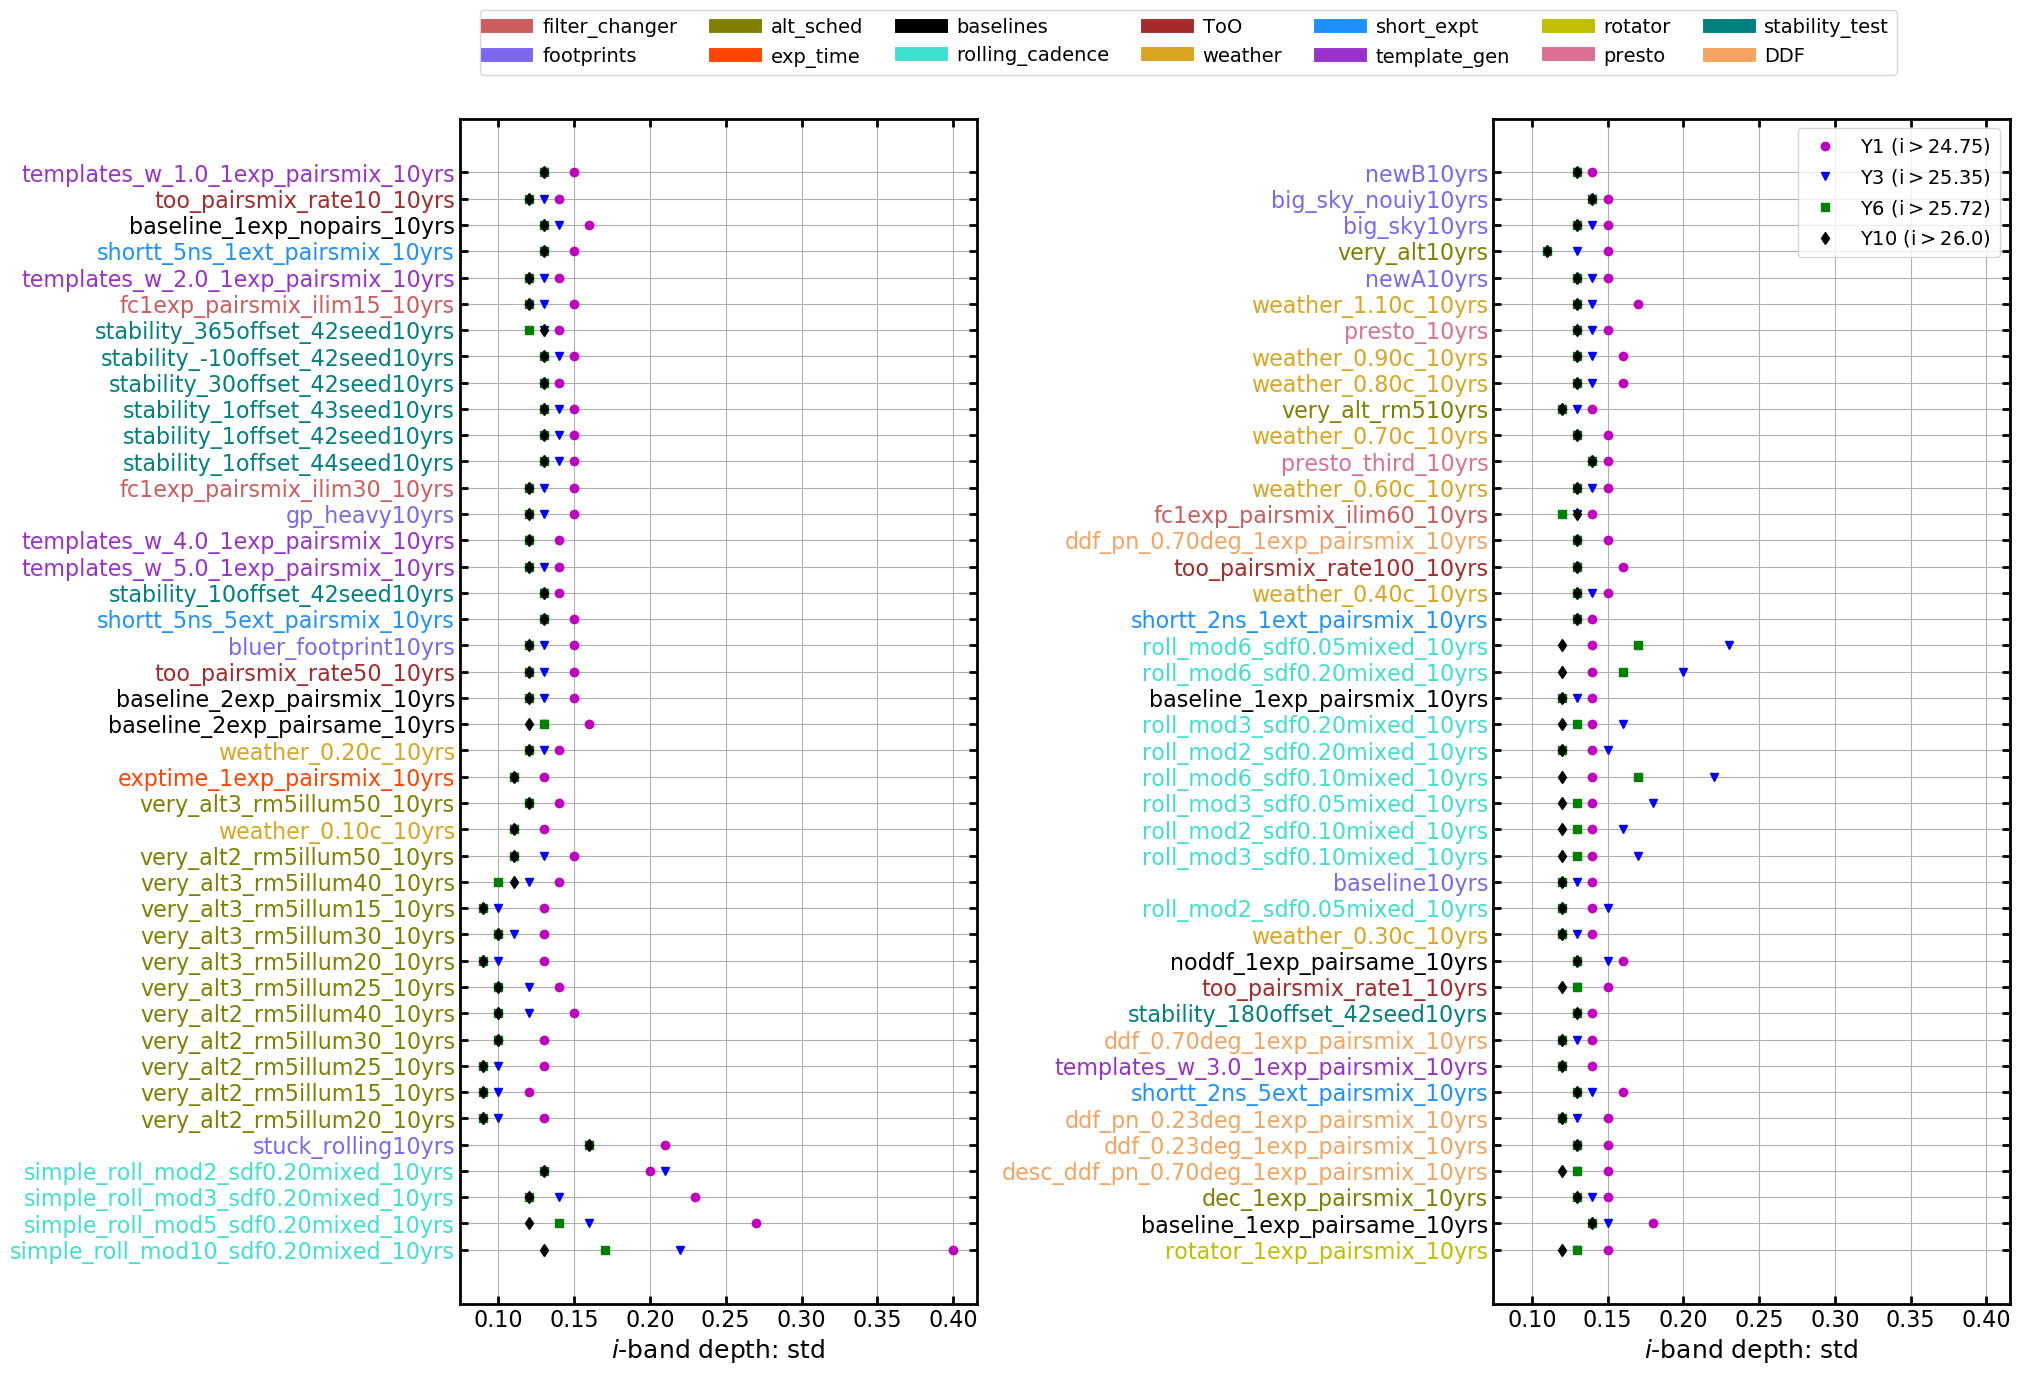 filter_changer alt_sched baselines ToO short_expt rotator stability_test
footprints exp_time rolling_cadence weather template_gen presto DDF
templates_w_1.0_1exp_pairsmix_10yrs
too_pairsmix_rate10_10yrs
baseline_1exp_nopairs_10yrs
shortt_5ns_1ext_pairsmix_10yrs
templates_w_2.0_1exp_pairsmix_10yrs
fc1exp_pairsmix_ilim15_10yrs
stability_365offset_42seed10yrs
stability_-10offset_42seed10yrs
stability_30offset_42seed10yrs
stability_1offset_43seed10yrs
stability_1offset_42seed10yrs
stability_1offset_44seed10yrs
fc1exp_pairsmix_ilim30_10yrs
gp_heavy10yrs
templates_w_4.0_1exp_pairsmix_10yrs
templates_w_5.0_1exp_pairsmix_10yrs
stability_10offset_42seed10yrs
shortt_5ns_5ext_pairsmix_10yrs
bluer_footprint10yrs
too_pairsmix_rate50_10yrs
baseline_2exp_pairsmix_10yrs
baseline_2exp_pairsame_10yrs
weather_0.20c_10yrs
exptime_1exp_pairsmix_10yrs
very_alt3_rm5illum50_10yrs
weather_0.10c_10yrs
very_alt2_rm5illum50_10yrs
very_alt3_rm5illum40_10yrs
very_alt3_rm5illum15_10yrs
very_alt3_rm5illum30_10yrs
very_alt3_rm5illum20_10yrs
very_alt3_rm5illum25_10yrs
very_alt2_rm5illum40_10yrs
very_alt2_rm5illum30_10yrs
very_alt2_rm5illum25_10yrs
very_alt2_rm5illum15_10yrs
very_alt2_rm5illum20_10yrs
stuck_rolling10yrs
simple_roll_mod2_sdf0.20mixed_10yrs
simple_roll_mod3_sdf0.20mixed_10yrs
simple_roll_mod5_sdf0.20mixed_10yrs
simple_roll_mod10_sdf0.20mixed_10yrs
0.10 0.15 0.20 0.25 0.30 0.35 0.40
i-band depth: std
newB10yrs
big_sky_nouiy10yrs
big_sky10yrs
very_alt10yrs
newA10yrs
weather_1.10c_10yrs
presto_10yrs
weather_0.90c_10yrs
weather_0.80c_10yrs
very_alt_rm510yrs
weather_0.70c_10yrs
presto_third_10yrs
weather_0.60c_10yrs
fc1exp_pairsmix_ilim60_10yrs
ddf_pn_0.70deg_1exp_pairsmix_10yrs
too_pairsmix_rate100_10yrs
weather_0.40c_10yrs
shortt_2ns_1ext_pairsmix_10yrs
roll_mod6_sdf0.05mixed_10yrs
roll_mod6_sdf0.20mixed_10yrs
baseline_1exp_pairsmix_10yrs
roll_mod3_sdf0.20mixed_10yrs
roll_mod2_sdf0.20mixed_10yrs
roll_mod6_sdf0.10mixed_10yrs
roll_mod3_sdf0.05mixed_10yrs
roll_mod2_sdf0.10mixed_10yrs
roll_mod3_sdf0.10mixed_10yrs
baseline10yrs
roll_mod2_sdf0.05mixed_10yrs
weather_0.30c_10yrs
noddf_1exp_pairsame_10yrs
too_pairsmix_rate1_10yrs
stability_180offset_42seed10yrs
ddf_0.70deg_1exp_pairsmix_10yrs
templates_w_3.0_1exp_pairsmix_10yrs
shortt_2ns_5ext_pairsmix_10yrs
ddf_pn_0.23deg_1exp_pairsmix_10yrs
ddf_0.23deg_1exp_pairsmix_10yrs
desc_ddf_pn_0.70deg_1exp_pairsmix_10yrs
dec_1exp_pairsmix_10yrs
baseline_1exp_pairsame_10yrs
rotator_1exp_pairsmix_10yrs
Y1 (i > 24.75)
Y3 (i > 25.35)
Y6 (i > 25.72)
Y10 (i > 26.0)
0.10 0.15 0.20 0.25 0.30 0.35 0.40
i-band depth: std